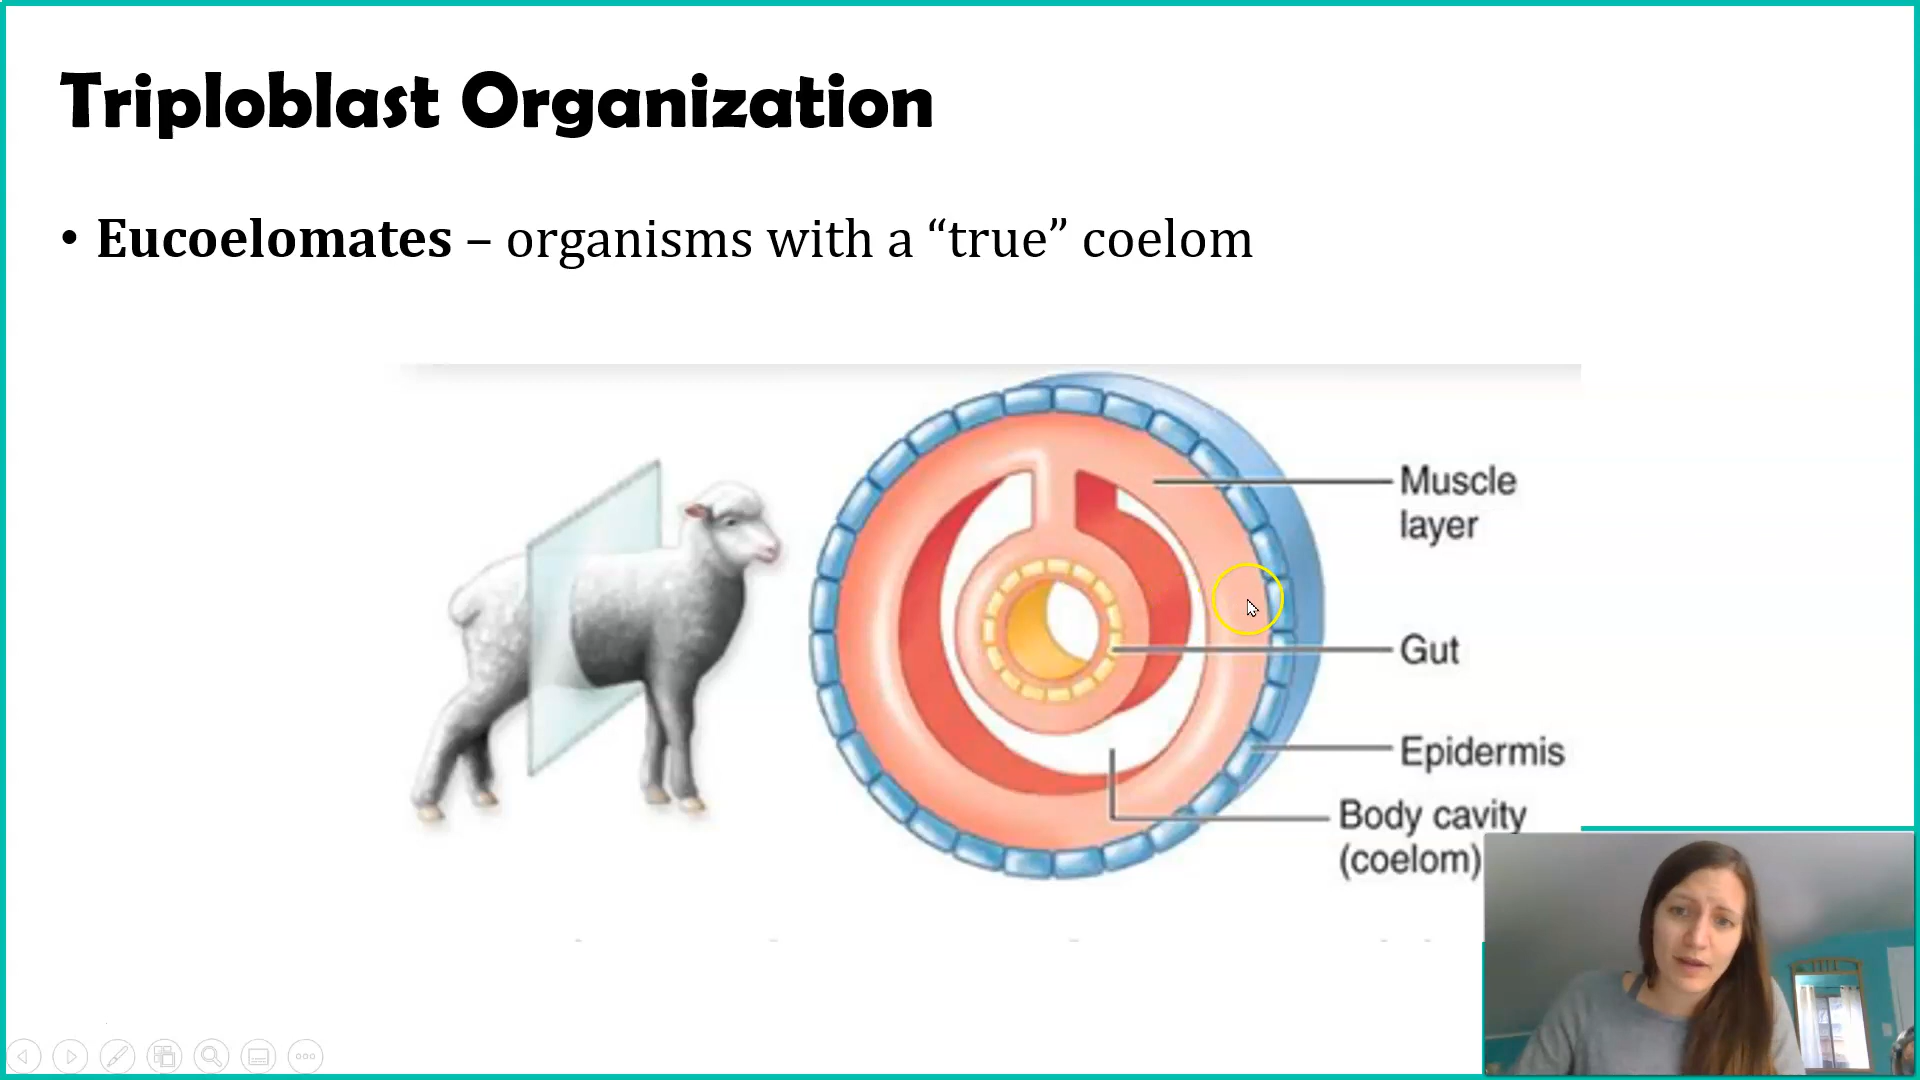 Triploblast Organization
• Eucoelomates – organisms with a “true” coelom
Muscle
layer
Gut
Epidermis
Body cavity
(coelom)